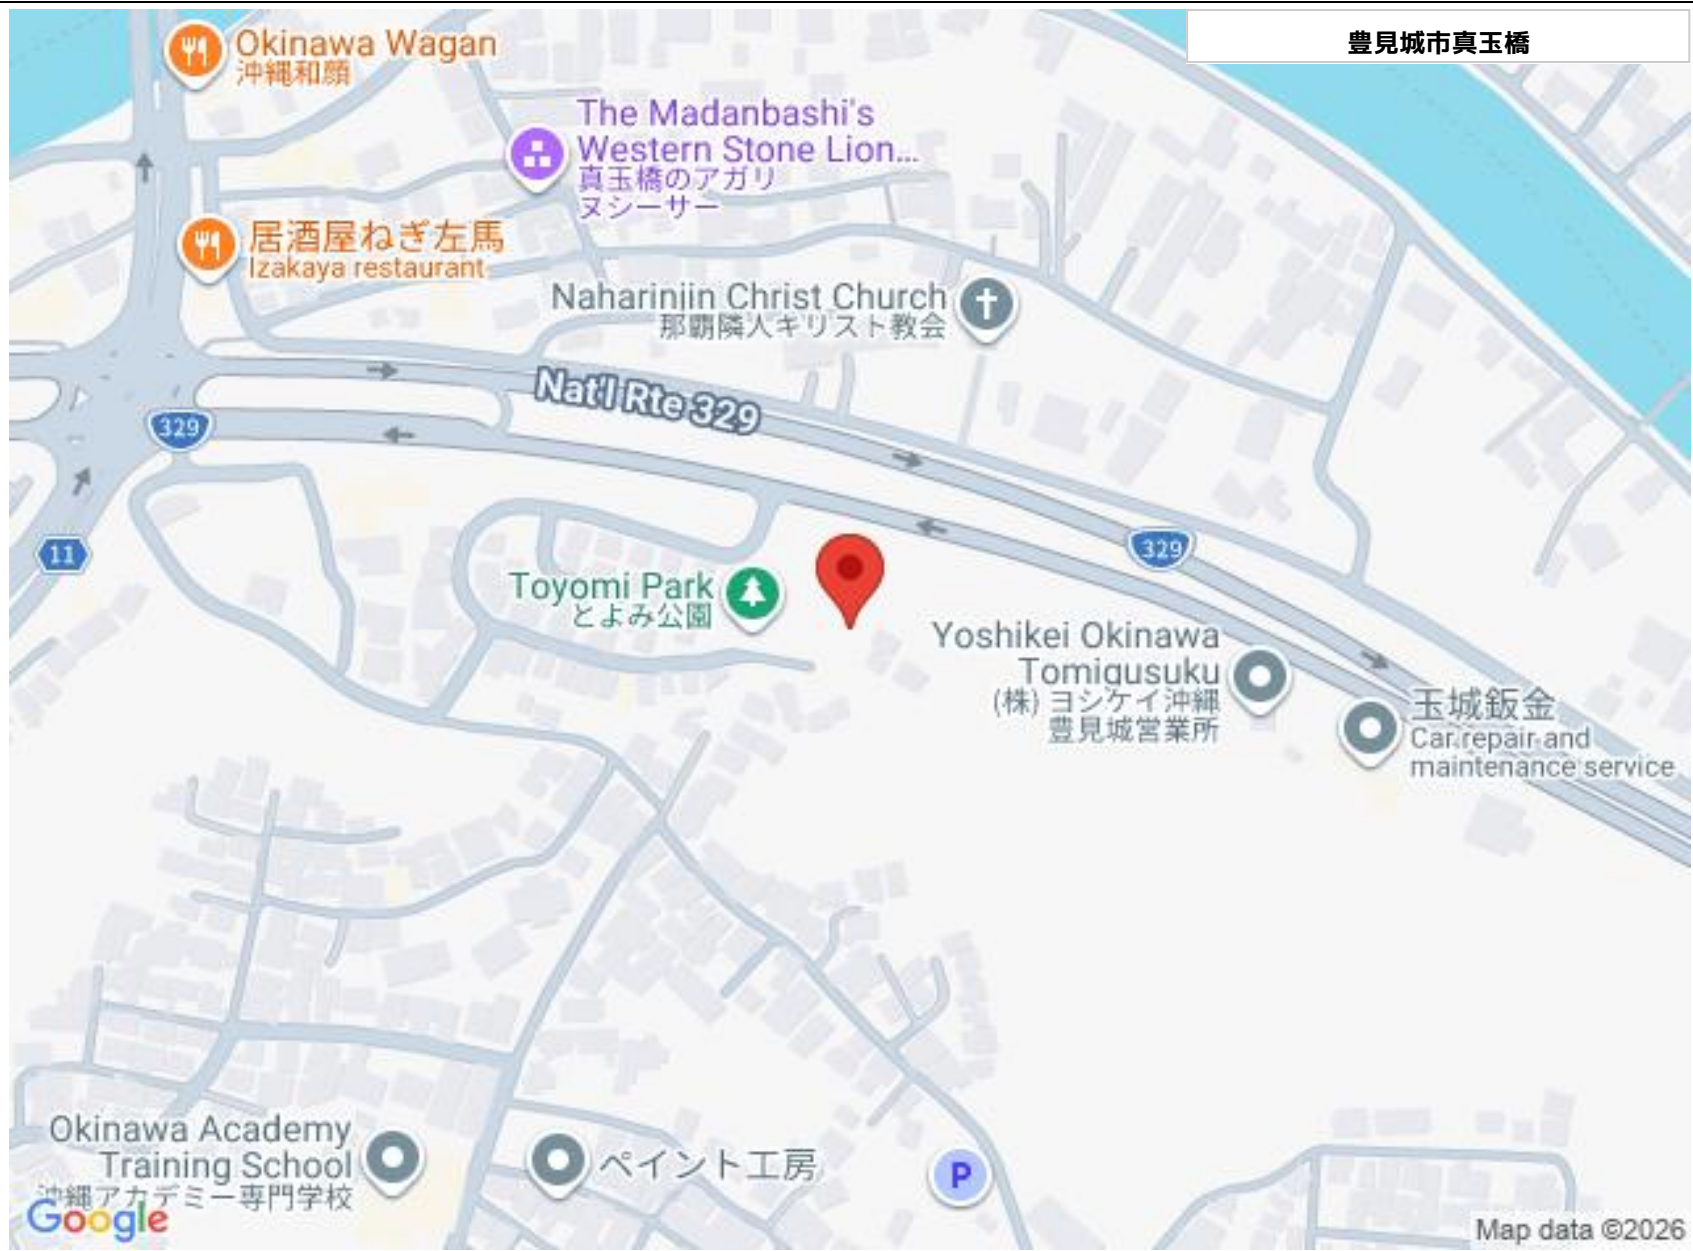 豊見城市真玉橋
Okinawa Wagan
沖縄和顔
The Madanbashi's
Western Stone Lion...
真玉橋のアガリ
ヌシーサー
居酒屋ねぎ左馬
Izakaya restaurant
Naharinjin Christ Church
那覇隣人キリスト教会
Nat'l Rte 329
329
11
329
Toyomi Park
とよみ公園
Yoshikei Okinawa
Tomigusuku
(株) ヨシケイ沖縄
豊見城営業所
玉城鈑金
Car repair and
maintenance service
Okinawa Academy
Training School
沖縄アカデミー専門学校
ペイント工房
P
Google
Map data ©2026